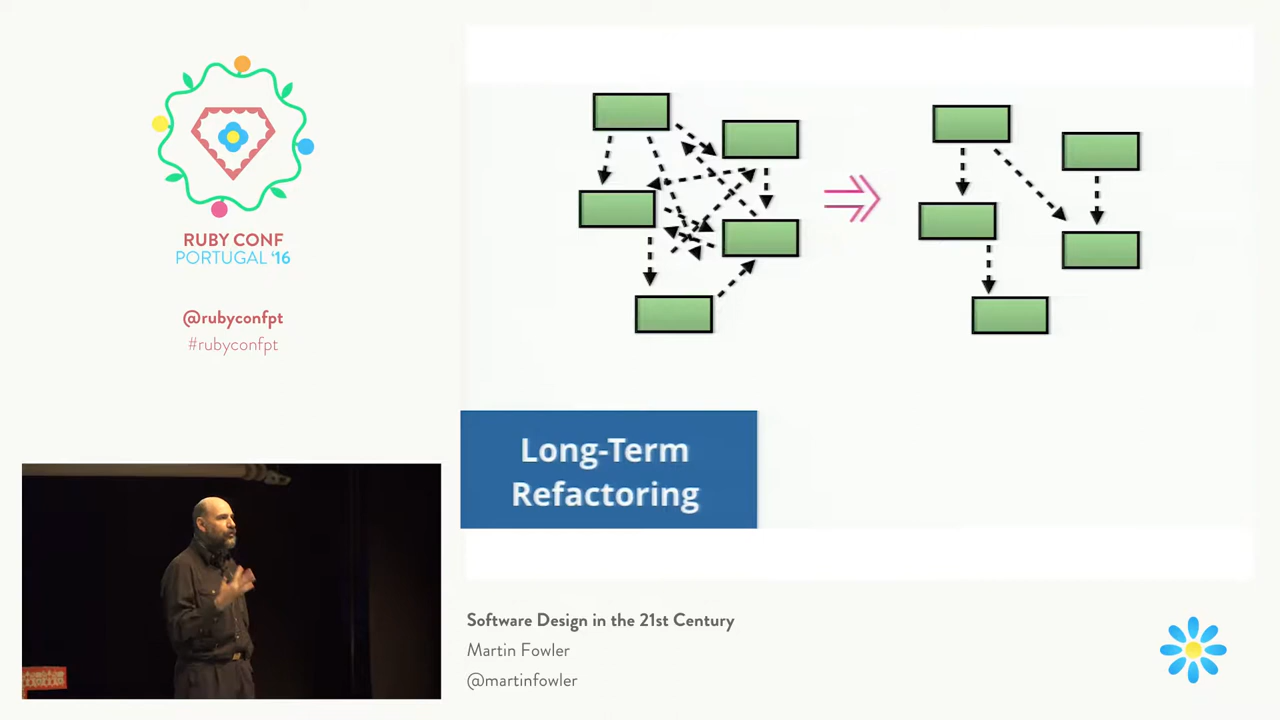 RUBY CONF
PORTUGAL ‘16
@rubyconfpt
#rubyconfpt
Long-Term
Refactoring
Software Design in the 21st Century
Martin Fowler
@martinfowler